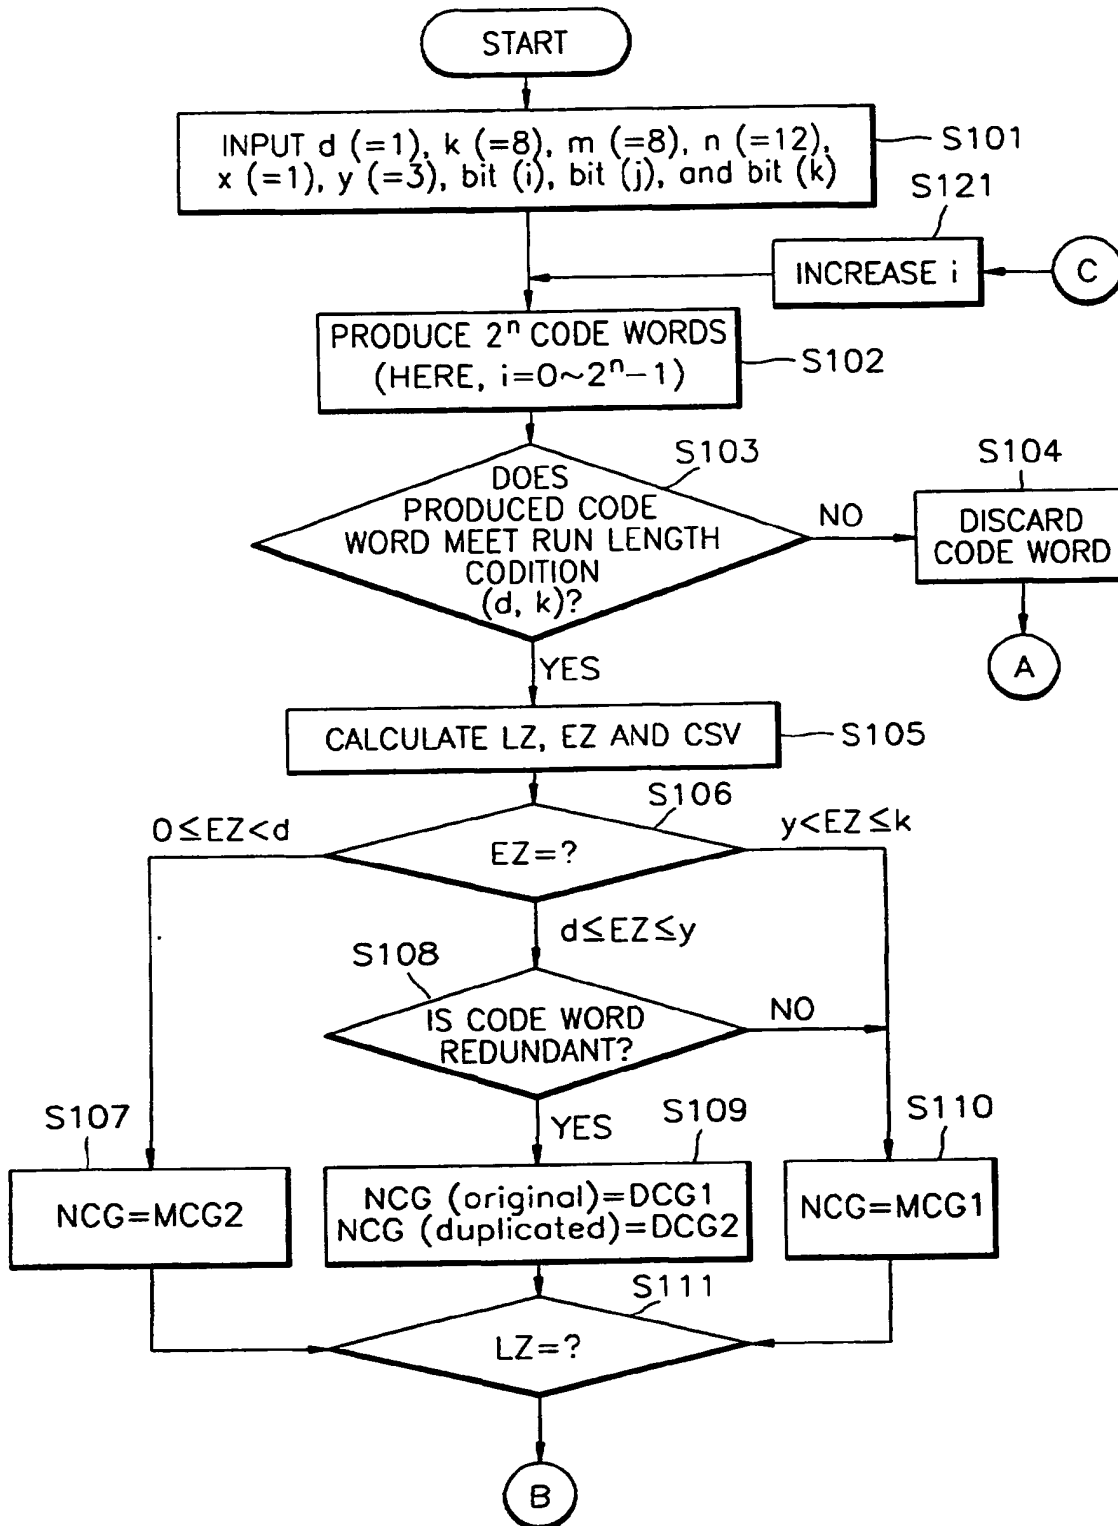 START
INPUT d (=1), k (=8), m (=8), n (=12),
x (=1), y (=3), bit (i), bit (j), and bit (k)
S101
S121
INCREASE i
C
PRODUCE 2ⁿ CODE WORDS
(HERE, i=0~2ⁿ-1)
S102
S103
DOES
PRODUCED CODE
WORD MEET RUN LENGTH
CODITION
(d, k)?
NO
S104
DISCARD
CODE WORD
A
YES
CALCULATE LZ, EZ AND CSV
S105
S106
0≤EZ<d
EZ=?
y<EZ≤k
d≤EZ≤y
S108
IS CODE WORD
REDUNDANT?
NO
YES
S107
NCG=MCG2
S109
NCG (original)=DCG1
NCG (duplicated)=DCG2
S110
NCG=MCG1
S111
LZ=?
B